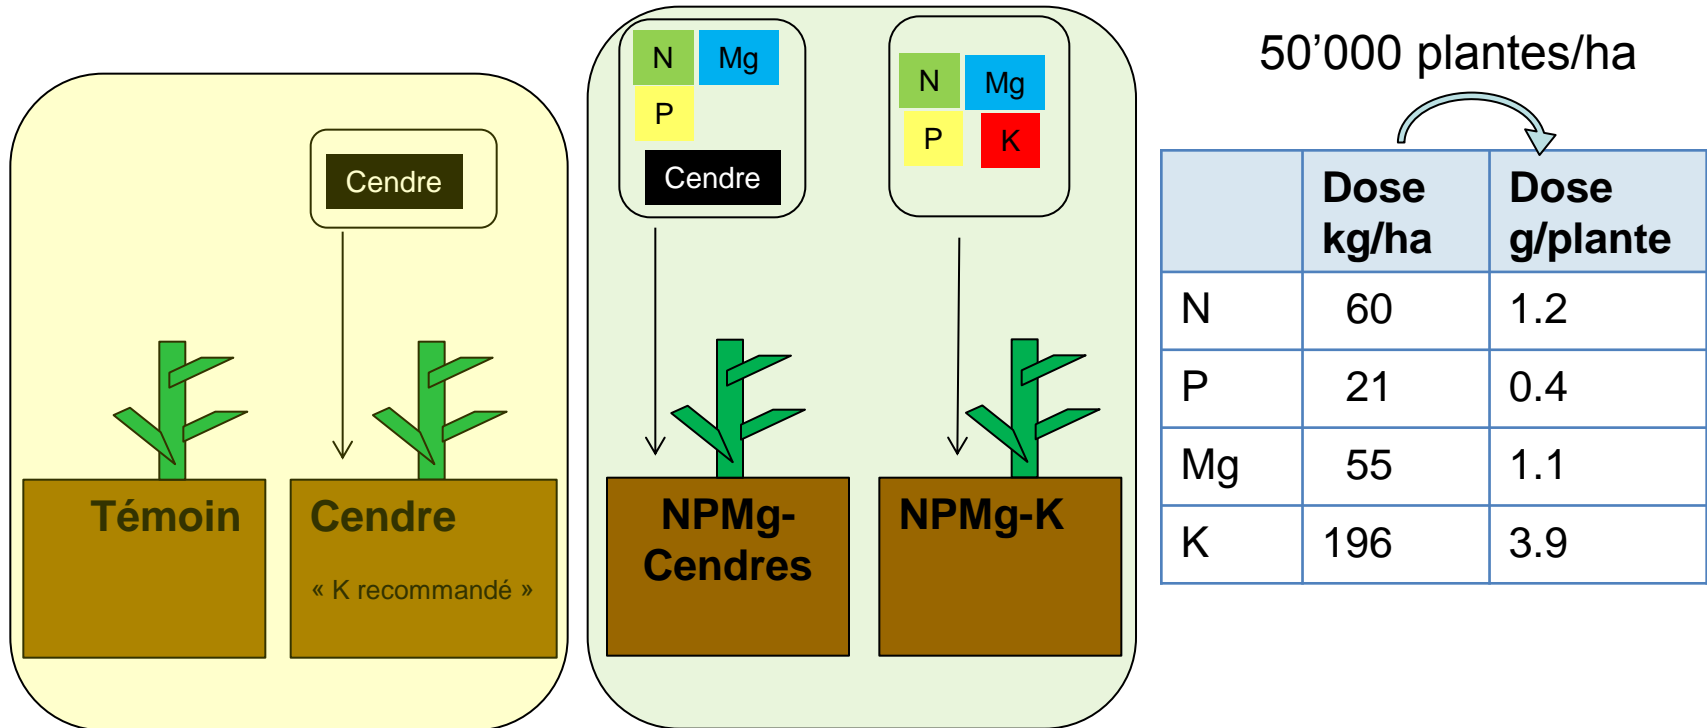 Cendre
Témoin
Cendre
« K recommandé »
N Mg
P
Cendre
NPMg-
Cendres
N Mg
P K
NPMg-K
50’000 plantes/ha
Dose
kg/ha
Dose
g/plante
N 60 1.2
P 21 0.4
Mg 55 1.1
K 196 3.9